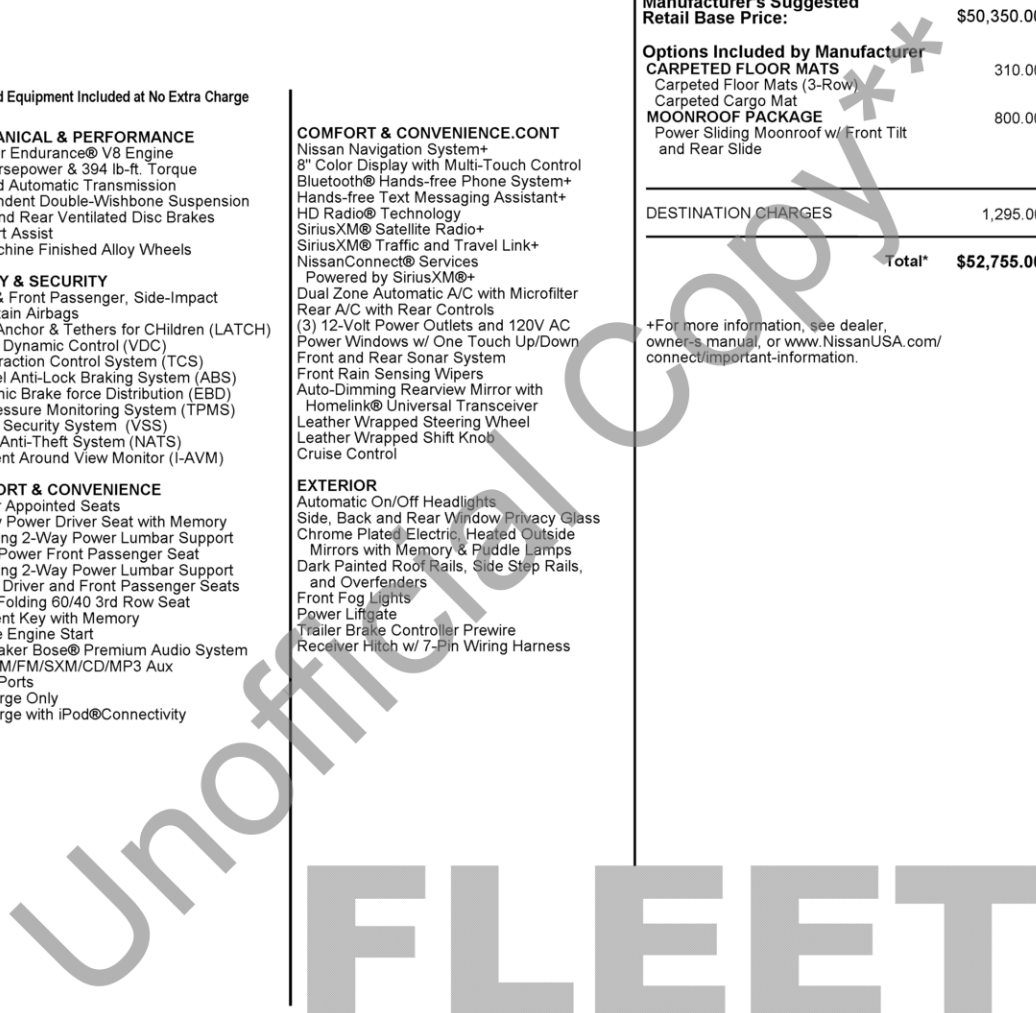 d Equipment Included at No Extra Charge
ANICAL & PERFORMANCE
r Endurance® V8 Engine
rsepower & 394 lb-ft. Torque
d Automatic Transmission
ndent Double-Wishbone Suspension
nd Rear Ventilated Disc Brakes
rt Assist
chine Finished Alloy Wheels
Y & SECURITY
& Front Passenger, Side-Impact
tain Airbags
Anchor & Tethers for CHildren (LATCH)
Dynamic Control (VDC)
raction Control System (TCS)
el Anti-Lock Braking System (ABS)
nic Brake force Distribution (EBD)
essure Monitoring System (TPMS)
Security System (VSS)
Anti-Theft System (NATS)
ent Around View Monitor (I-AVM)
ORT & CONVENIENCE
r Appointed Seats
y Power Driver Seat with Memory
ng 2-Way Power Lumbar Support
Power Front Passenger Seat
ng 2-Way Power Lumbar Support
Driver and Front Passenger Seats
Folding 60/40 3rd Row Seat
ent Key with Memory
e Engine Start
aker Bose® Premium Audio System
M/FM/SXM/CD/MP3 Aux
Ports
rge Only
rge with iPod®Connectivity
COMFORT & CONVENIENCE.CONT
Nissan Navigation System+
8" Color Display with Multi-Touch Control
Bluetooth® Hands-free Phone System+
Hands-free Text Messaging Assistant+
HD Radio® Technology
SiriusXM® Satellite Radio+
SiriusXM® Traffic and Travel Link+
NissanConnect® Services
Powered by SiriusXM®+
Dual Zone Automatic A/C with Microfilter
Rear A/C with Rear Controls
(3) 12-Volt Power Outlets and 120V AC
Power Windows w/ One Touch Up/Down
Front and Rear Sonar System
Front Rain Sensing Wipers
Auto-Dimming Rearview Mirror with
Homelink® Universal Transceiver
Leather Wrapped Steering Wheel
Leather Wrapped Shift Knob
Cruise Control
EXTERIOR
Automatic On/Off Headlights
Side, Back and Rear Window Privacy Glass
Chrome Plated Electric, Heated Outside
Mirrors with Memory & Puddle Lamps
Dark Painted Roof Rails, Side Step Rails,
and Overfenders
Front Fog Lights
Power Liftgate
Trailer Brake Controller Prewire
Receiver Hitch w/ 7-Pin Wiring Harness
Manufacturer's Suggested
Retail Base Price: $50,350.00
Options Included by Manufacturer
CARPETED FLOOR MATS 310.00
Carpeted Floor Mats (3-Row)
Carpeted Cargo Mat
MOONROOF PACKAGE 800.00
Power Sliding Moonroof w/ Front Tilt
and Rear Slide
DESTINATION CHARGES 1,295.00
Total* $52,755.00
+For more information, see dealer,
owner-s manual, or www.NissanUSA.com/
connect/important-information.
Unofficial Copy**
FLEET